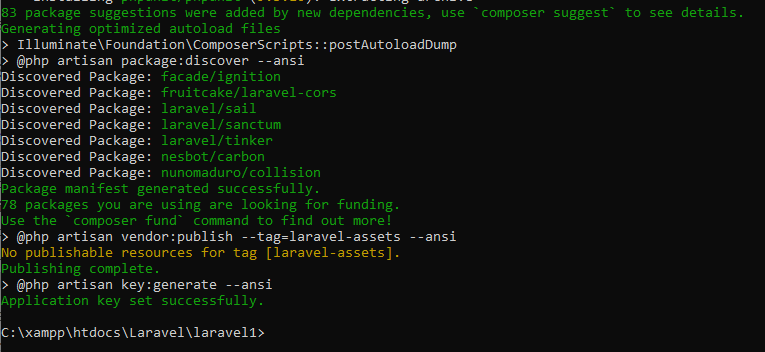 83 package suggestions were added by new dependencies, use `composer suggest` to see details.
Generating optimized autoload files
> Illuminate\Foundation\ComposerScripts::postAutoloadDump
> @php artisan package:discover --ansi
Discovered Package: facade/ignition
Discovered Package: fruitcake/laravel-cors
Discovered Package: laravel/sail
Discovered Package: laravel/sanctum
Discovered Package: laravel/tinker
Discovered Package: nesbot/carbon
Discovered Package: nunomaduro/collision
Package manifest generated successfully.
78 packages you are using are looking for funding.
Use the `composer fund` command to find out more!
> @php artisan vendor:publish --tag=laravel-assets --ansi
No publishable resources for tag [laravel-assets].
Publishing complete.
> @php artisan key:generate --ansi
Application key set successfully.
C:\xampp\htdocs\Laravel\laravel1>